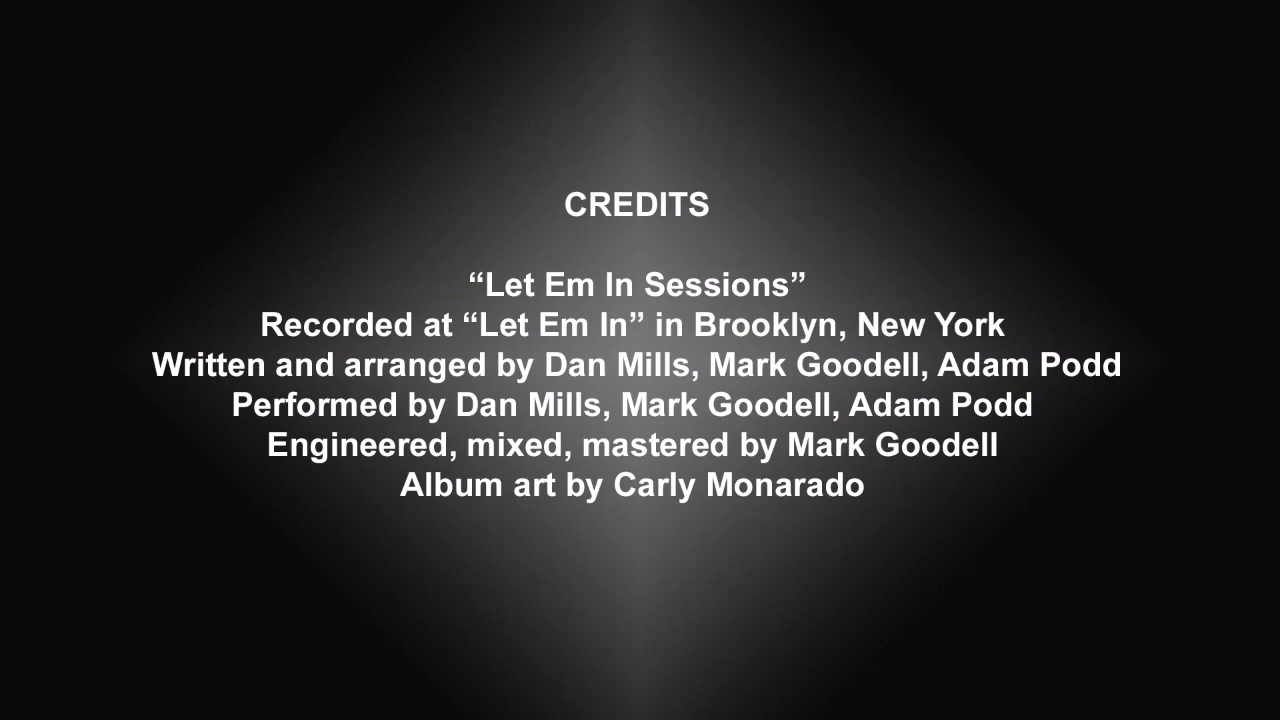 CREDITS
“Let Em In Sessions”
Recorded at “Let Em In” in Brooklyn, New York
Written and arranged by Dan Mills, Mark Goodell, Adam Podd
Performed by Dan Mills, Mark Goodell, Adam Podd
Engineered, mixed, mastered by Mark Goodell
Album art by Carly Monarado